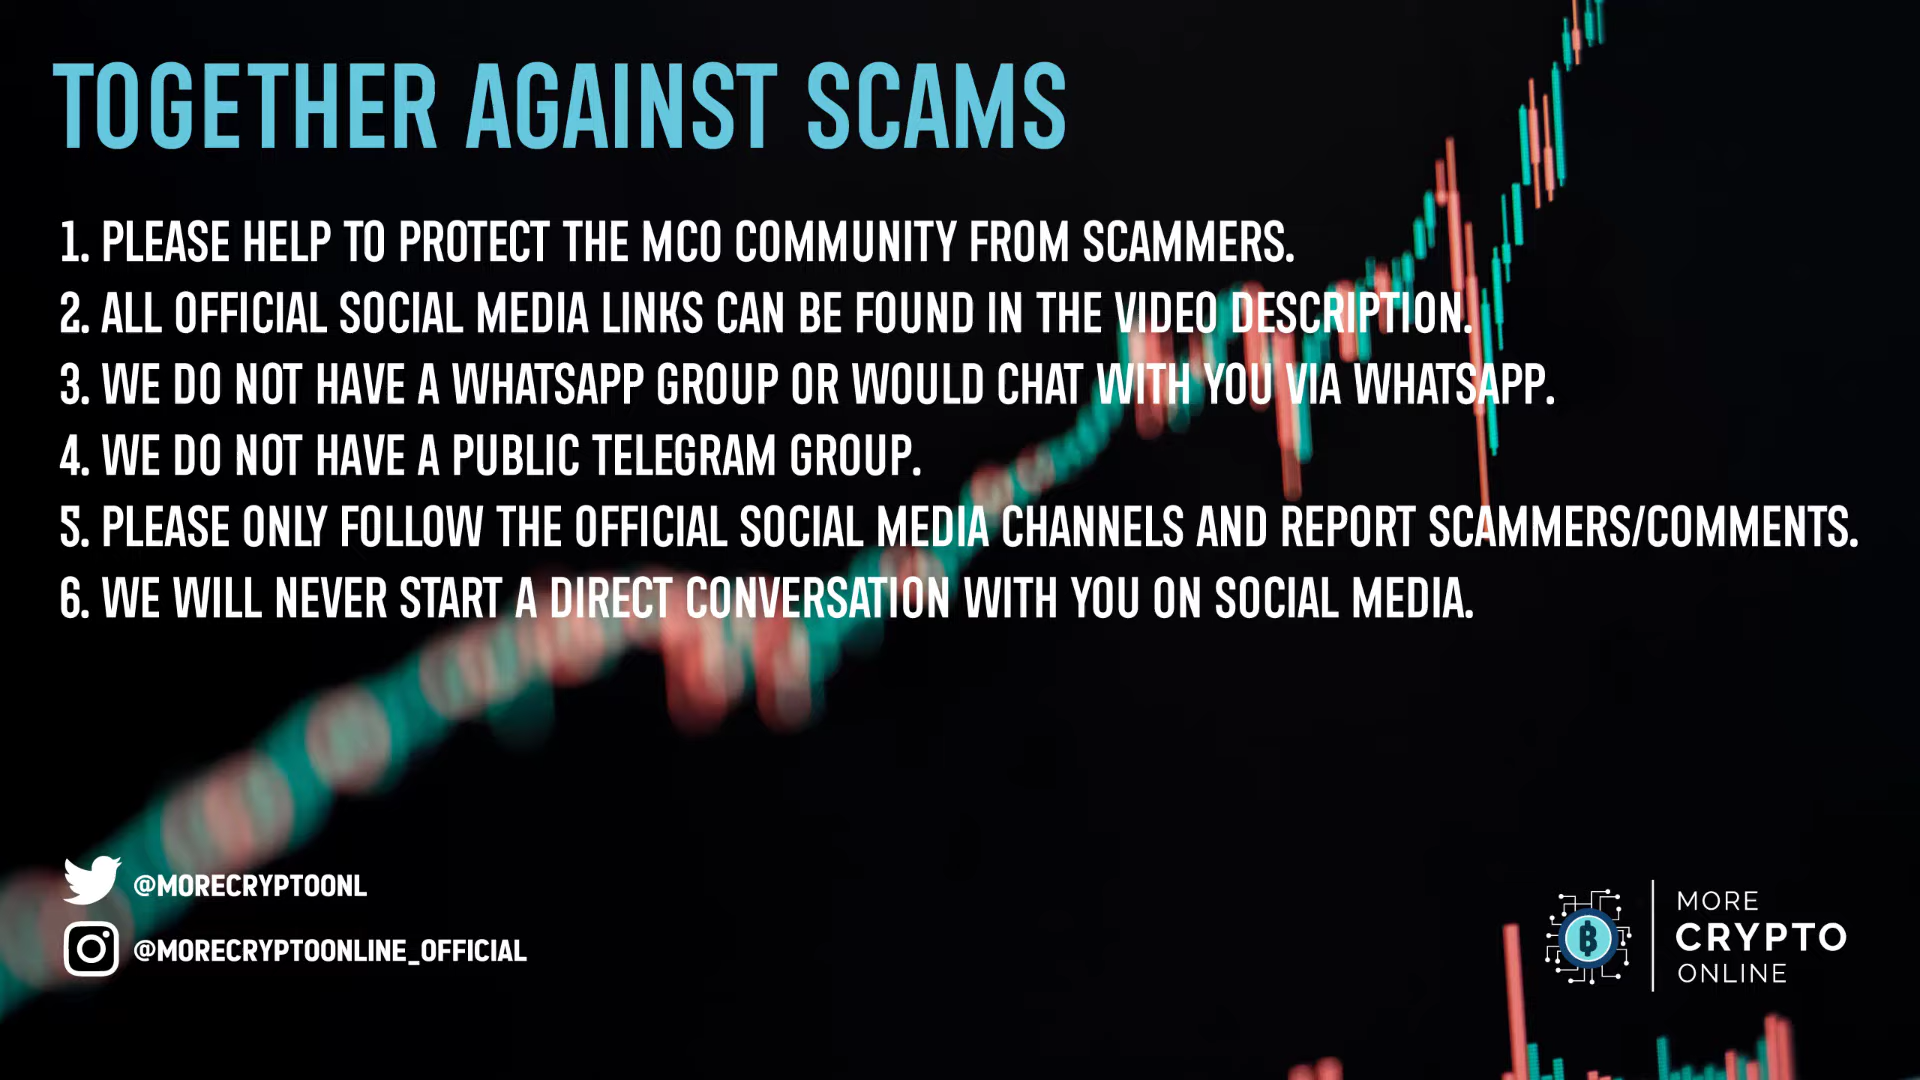 TOGETHER AGAINST SCAMS
1. PLEASE HELP TO PROTECT THE MCO COMMUNITY FROM SCAMMERS.
2. ALL OFFICIAL SOCIAL MEDIA LINKS CAN BE FOUND IN THE VIDEO DESCRIPTION.
3. WE DO NOT HAVE A WHATSAPP GROUP OR WOULD CHAT WITH YOU VIA WHATSAPP.
4. WE DO NOT HAVE A PUBLIC TELEGRAM GROUP.
5. PLEASE ONLY FOLLOW THE OFFICIAL SOCIAL MEDIA CHANNELS AND REPORT SCAMMERS/COMMENTS.
6. WE WILL NEVER START A DIRECT CONVERSATION WITH YOU ON SOCIAL MEDIA.
@MORECRYPTOONL
@MORECRYPTOONLINE_OFFICIAL
MORE
CRYPTO
ONLINE